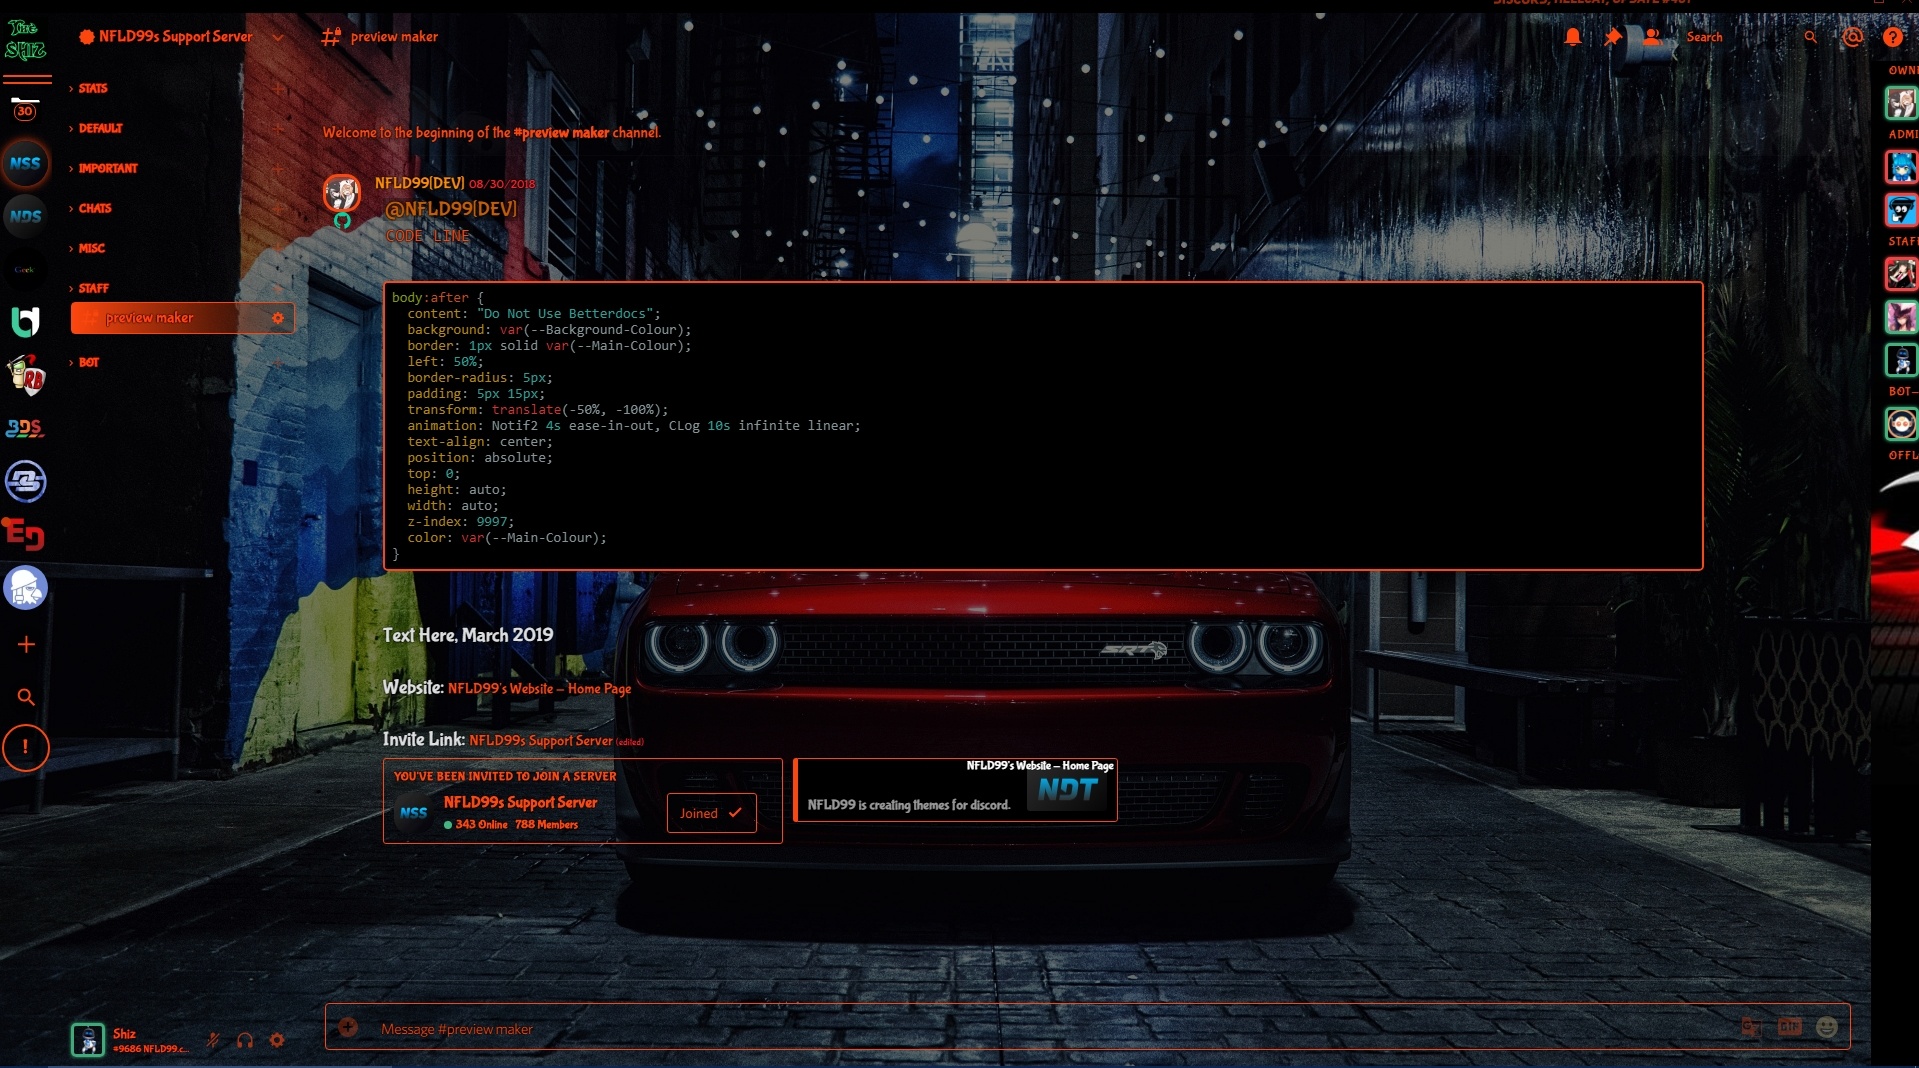 The
SHIZ
NFLD99s Support Server
preview maker
Search
30
NSS
NDS
Geek
RB
BDS
ED
!
STATS
DEFAULT
IMPORTANT
CHATS
MISC
STAFF
preview maker
BOT
Welcome to the beginning of the #preview maker channel.
NFLD99[DEV] 08/30/2018
@NFLD99[DEV]
CODE LINE
body:after {
content: "Do Not Use Betterdocs";
background: var(--Background-Colour);
border: 1px solid var(--Main-Colour);
left: 50%;
border-radius: 5px;
padding: 5px 15px;
transform: translate(-50%, -100%);
animation: Notif2 4s ease-in-out, CLog 10s infinite linear;
text-align: center;
position: absolute;
top: 0;
height: auto;
width: auto;
z-index: 9997;
color: var(--Main-Colour);
}
Text Here, March 2019
SRT
Website: NFLD99's Website – Home Page
Invite Link: NFLD99s Support Server (edited)
YOU'VE BEEN INVITED TO JOIN A SERVER
NSS
NFLD99s Support Server
343 Online 788 Members
Joined
NFLD99's Website – Home Page
NFLD99 is creating themes for discord.
NDT
OWN
ADMI
STAF
BOT–
OFFL
Shiz
#9686 NFLD99.c...
Message #preview maker
GIF